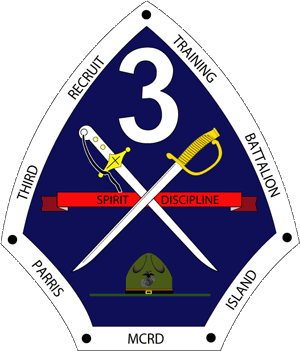 THIRD RECRUIT TRAINING BATTALION
3
SPIRIT DISCIPLINE
PARRIS ISLAND
MCRD